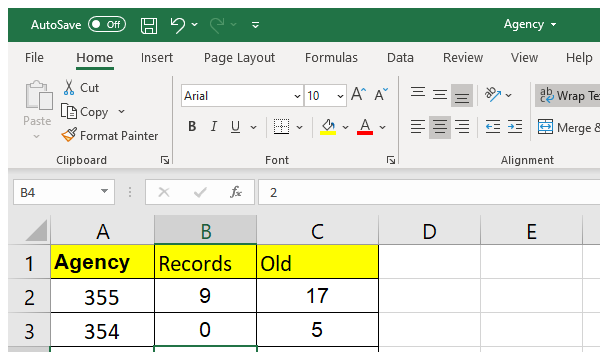 AutoSave Off Agency
File Home Insert Page Layout Formulas Data Review View Help
Cut
Copy
Paste
Format Painter
Clipboard
Arial 10 A A
B I U A
Font
ab Wrap Te
Merge &
Alignment
B4 fx 2
A B C D E
1 Agency Records Old
2 355 9 17
3 354 0 5